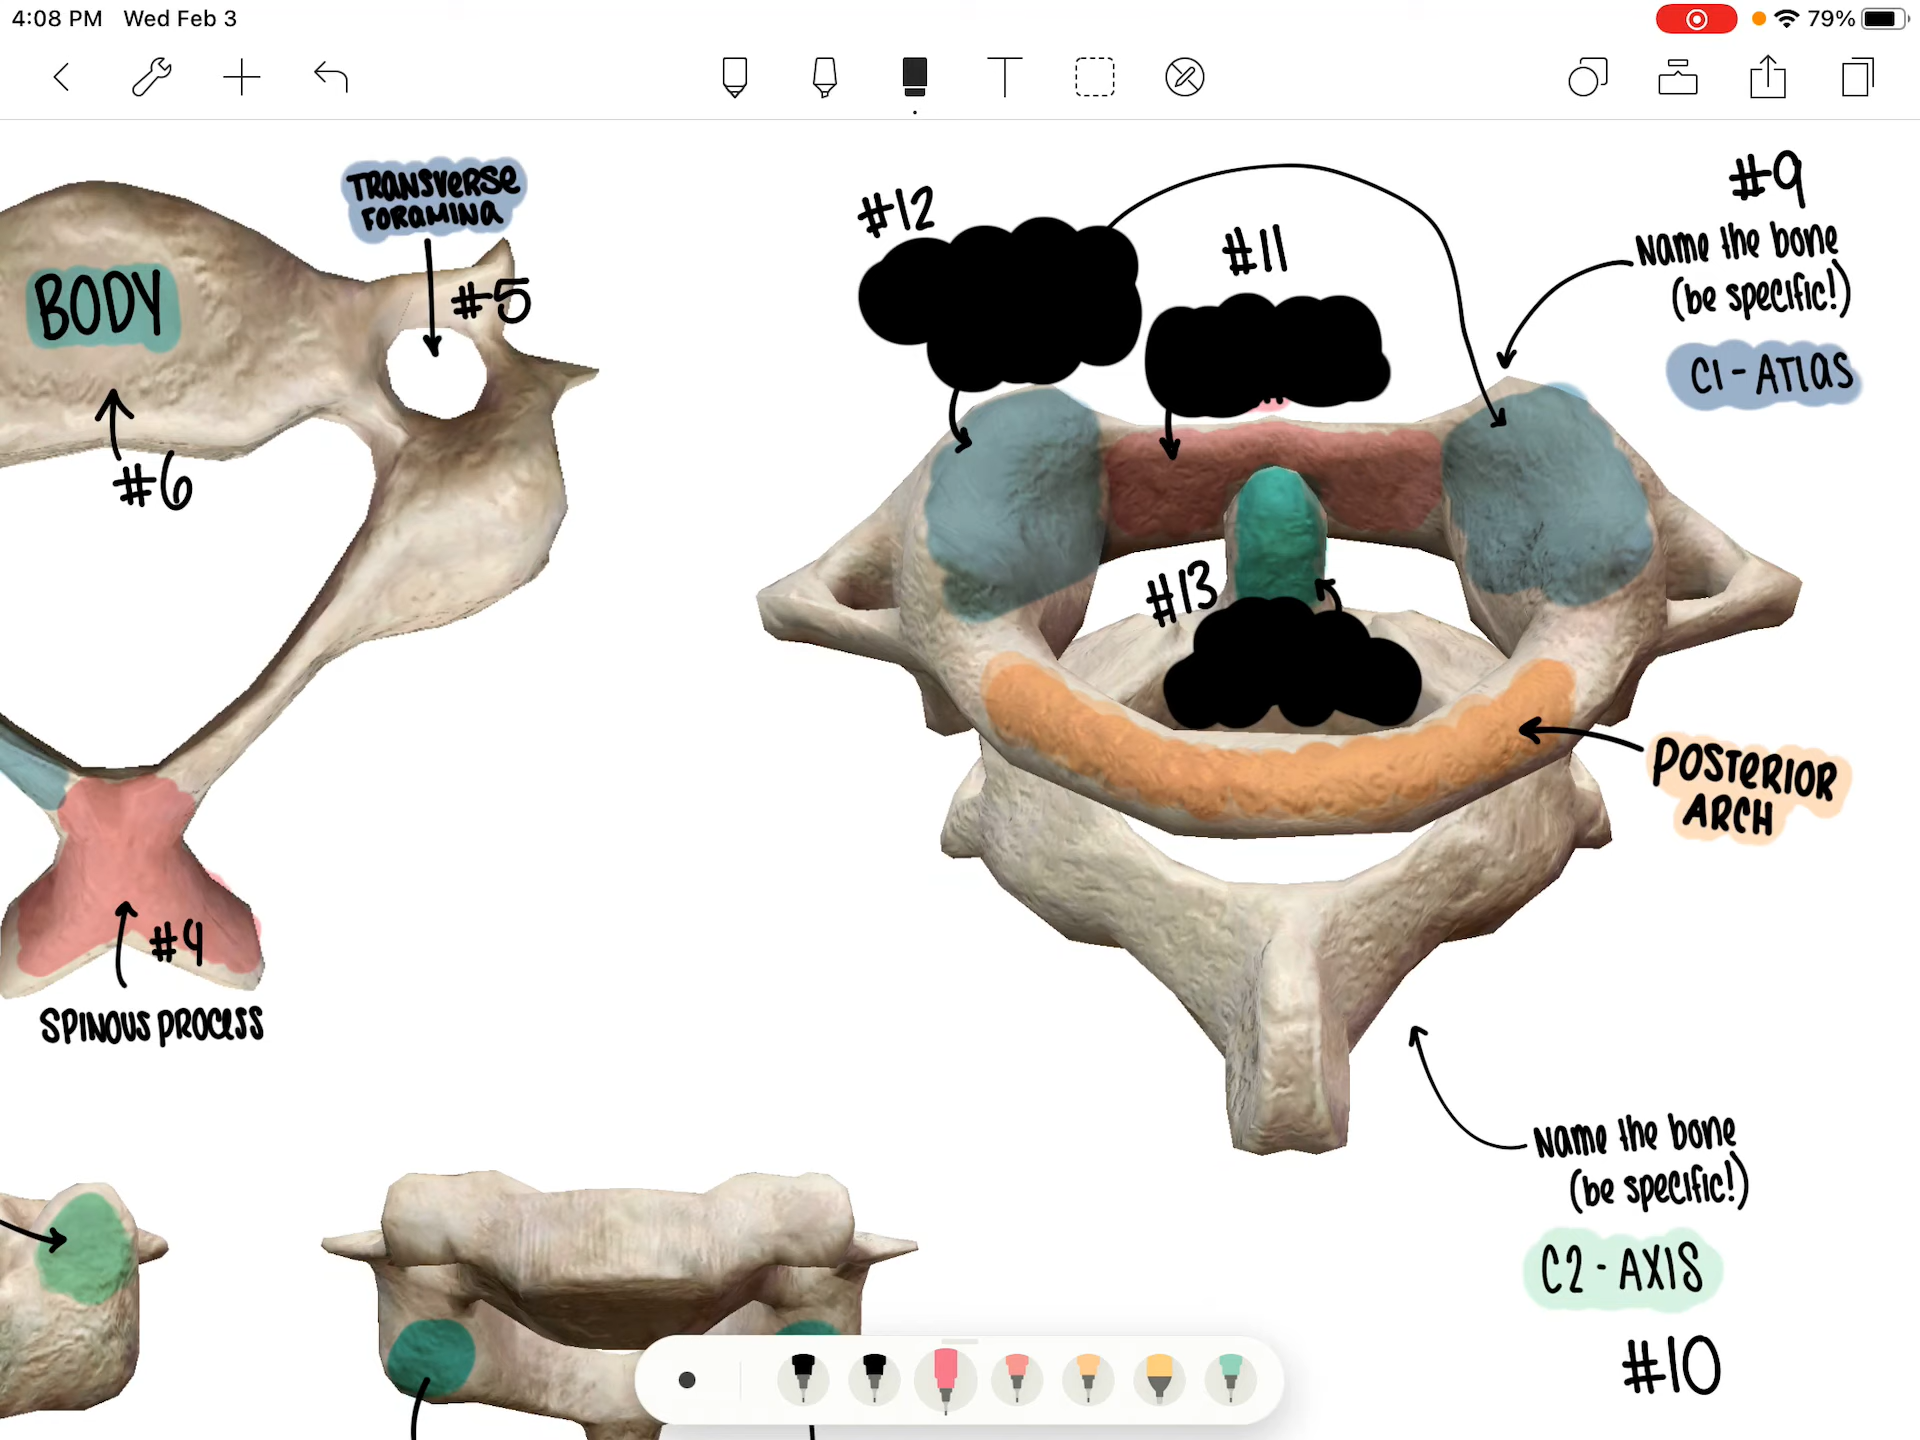 4:08 PM Wed Feb 3
79%
T
TRANSVERSE
FORAMINA
#5
BODY
#6
#4
SPINOUS PROCESS
#12
#11
#9
Name the bone
(be specific!)
C1-ATLAS
#13
POSTERIOR
ARCH
Name the bone
(be specific!)
C2-AXIS
#10